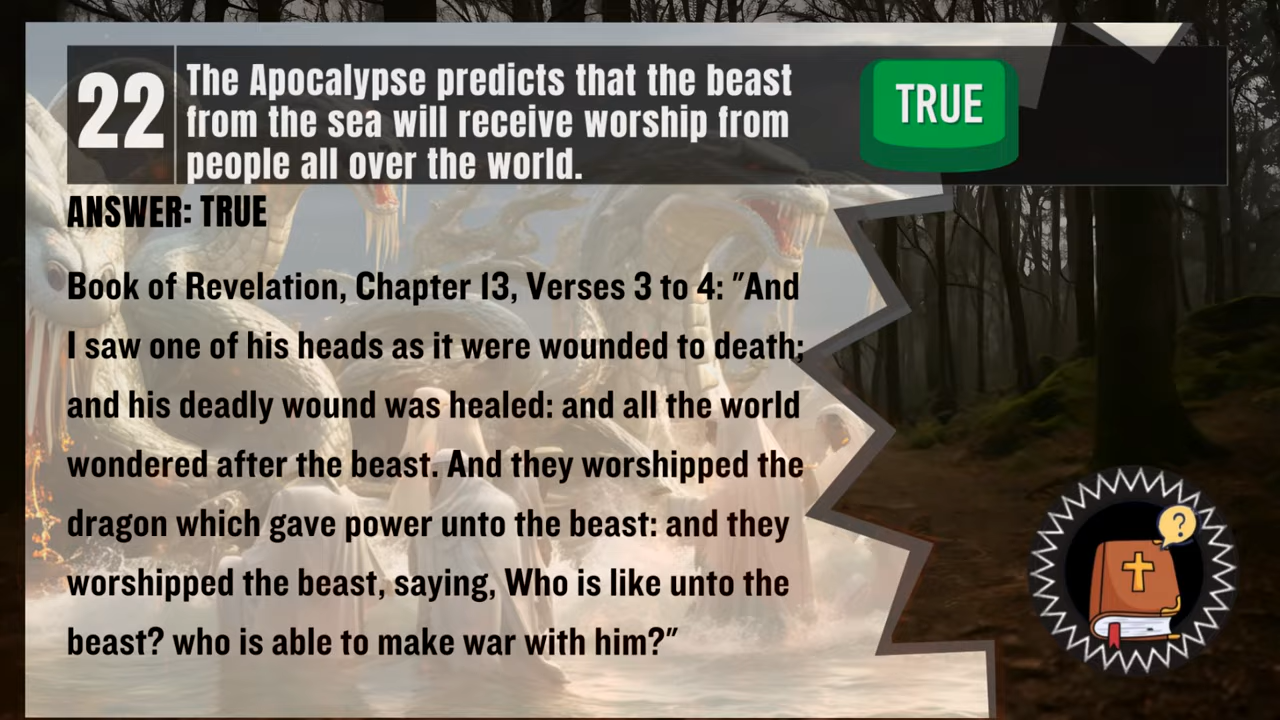 22
The Apocalypse predicts that the beast
from the sea will receive worship from
people all over the world.
TRUE
ANSWER: TRUE
Book of Revelation, Chapter 13, Verses 3 to 4: "And
I saw one of his heads as it were wounded to death;
and his deadly wound was healed: and all the world
wondered after the beast. And they worshipped the
dragon which gave power unto the beast: and they
worshipped the beast, saying, Who is like unto the
beast? who is able to make war with him?"
?